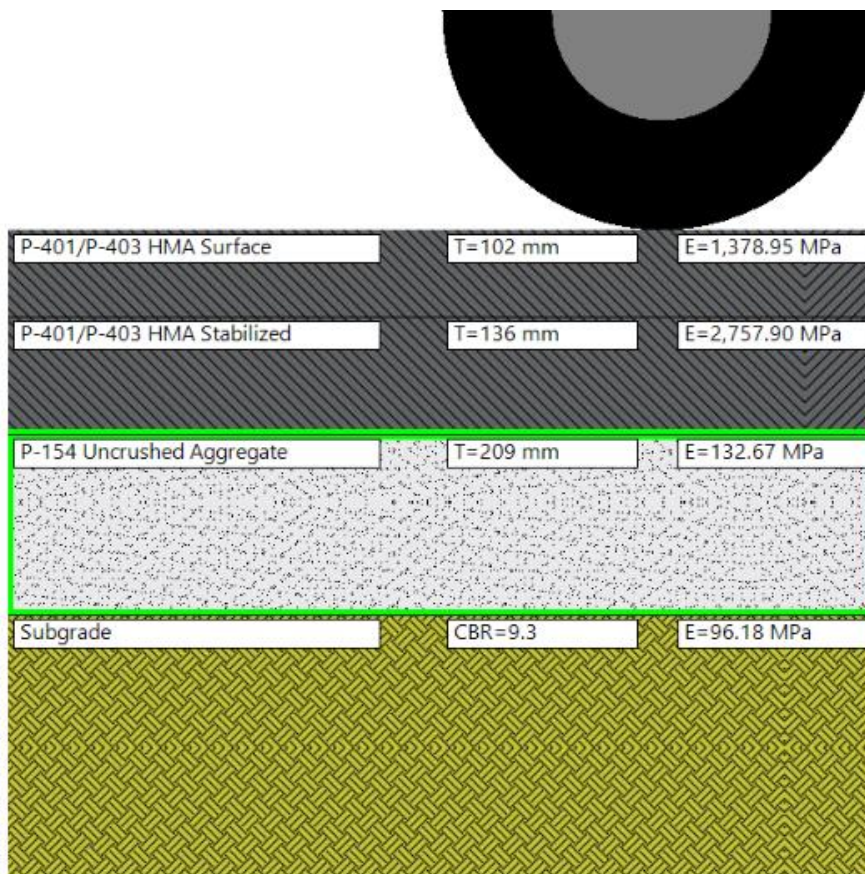 P-401/P-403 HMA Surface T=102 mm E=1,378.95 MPa
P-401/P-403 HMA Stabilized T=136 mm E=2,757.90 MPa
P-154 Uncrushed Aggregate T=209 mm E=132.67 MPa
Subgrade CBR=9.3 E=96.18 MPa